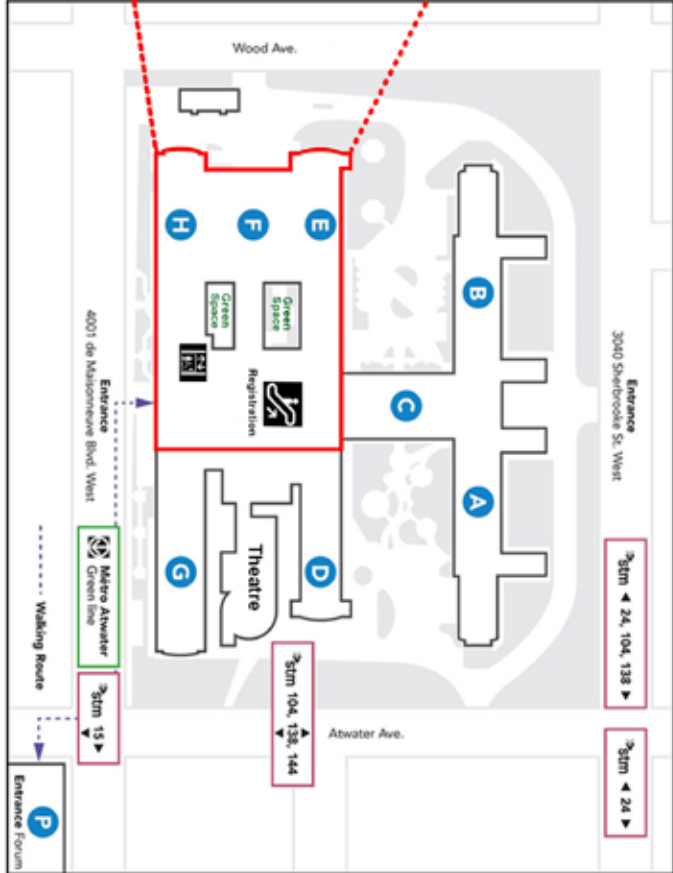 Wood Ave.
H
F
E
B
Green
Space
Green
Space
Registration
C
A
3040 Sherbrooke St. West
Entrance
Entrance
4001 de Maisonneuve Blvd. West
G
Theatre
D
stm ◄ 24, 104, 138 ►
Métro Atwater
Green line
Walking Route
stm 15 ►
▼
stm 104, 138, 144
▲
▼
Atwater Ave.
stm ◄ 24 ►
P
Entrance Forum